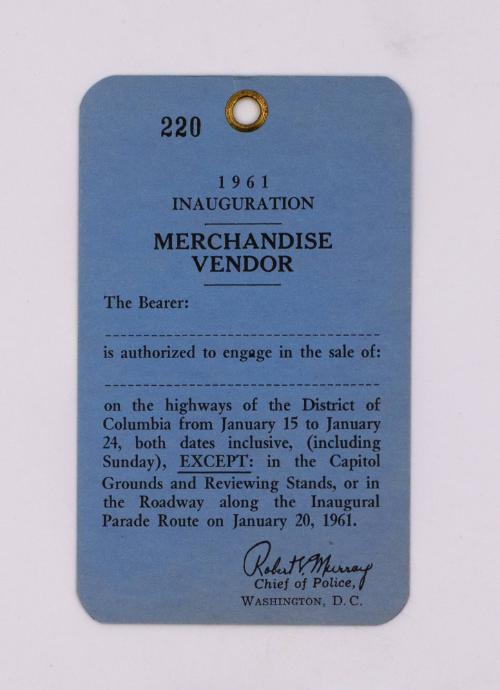 220
1961
INAUGURATION
MERCHANDISE
VENDOR
The Bearer:
is authorized to engage in the sale of:
on the highways of the District of
Columbia from January 15 to January
24, both dates inclusive, (including
Sunday), EXCEPT: in the Capitol
Grounds and Reviewing Stands, or in
the Roadway along the Inaugural
Parade Route on January 20, 1961.
Robert V. Murray
Chief of Police,
WASHINGTON, D. C.